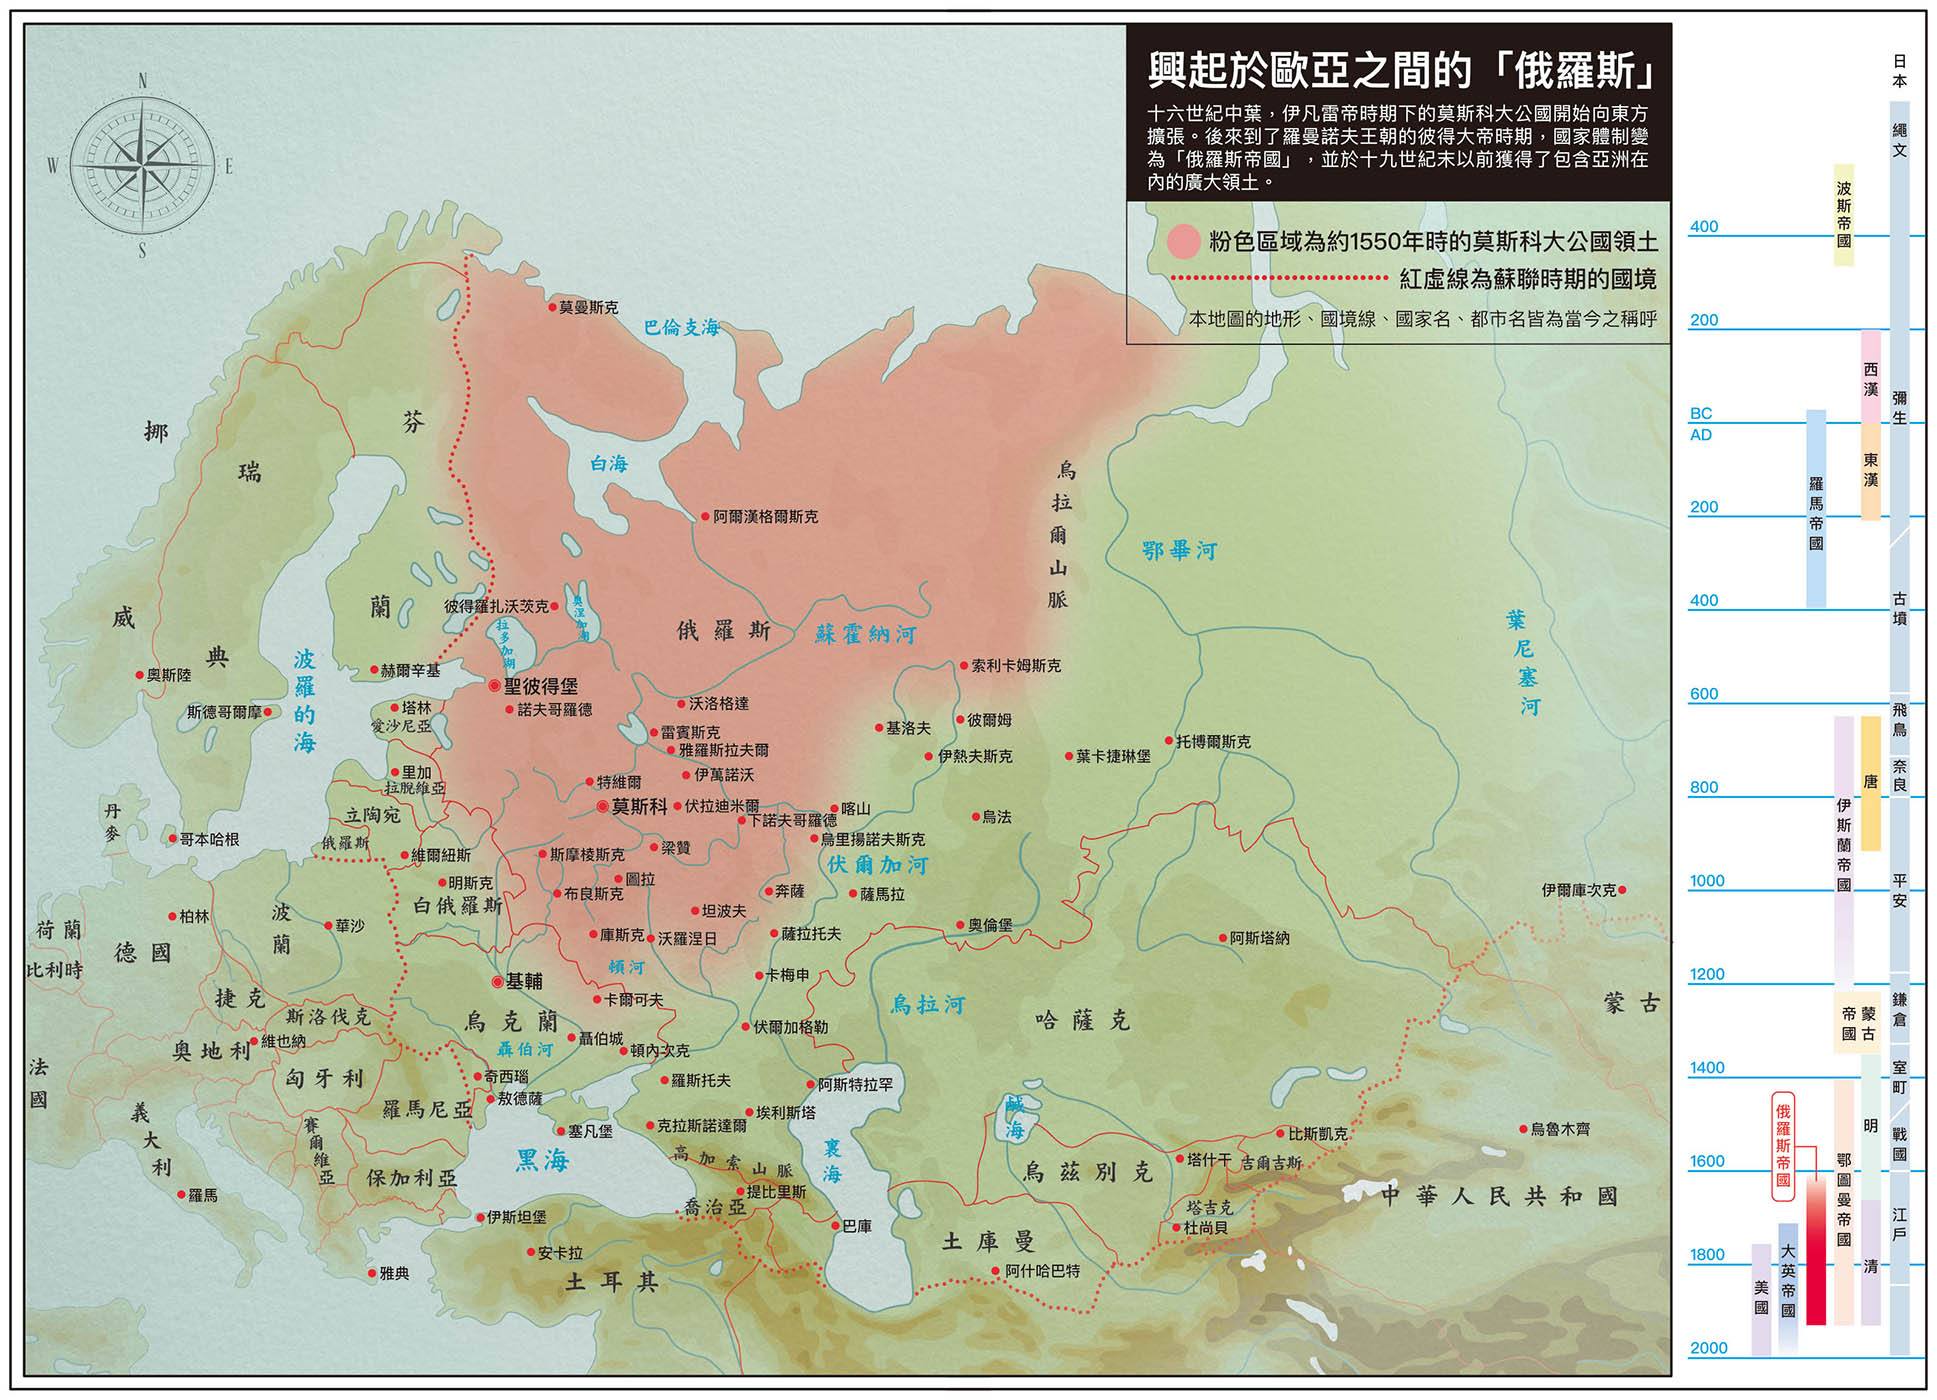 興起於歐亞之間的「俄羅斯」
十六世紀中葉，伊凡雷帝時期下的莫斯科大公國開始向東方
擴張。後來到了羅曼諾夫王朝的彼得大帝時期，國家體制變
為「俄羅斯帝國」，並於十九世紀末以前獲得了包含亞洲在
內的廣大領土。
粉色區域為約1550年時的莫斯科大公國領土
紅虛線為蘇聯時期的國境
本地圖的地形、國境線、國家名、都市名皆為當今之稱呼
N
W
E
S
莫曼斯克
巴倫支海
挪威
瑞典
芬蘭
白海
阿爾漢格爾斯克
烏拉爾山脈
鄂畢河
葉尼塞河
彼得羅扎沃茨克
奧涅加湖
拉多加湖
俄羅斯
蘇霍納河
波羅的海
奧斯陸
赫爾辛基
聖彼得堡
索利卡姆斯克
斯德哥爾摩
塔林
愛沙尼亞
諾夫哥羅德
沃洛格達
雷賓斯克
雅羅斯拉夫爾
基洛夫
彼爾姆
伊熱夫斯克
葉卡捷琳堡
托博爾斯克
里加
拉脫維亞
特維爾
伊萬諾沃
丹麥
立陶宛
莫斯科
伏拉迪米爾
下諾夫哥羅德
喀山
烏法
哥本哈根
俄羅斯
維爾紐斯
斯摩棱斯克
梁贊
烏里揚諾夫斯克
伏爾加河
明斯克
白俄羅斯
布良斯克
圖拉
奔薩
薩馬拉
伊爾庫次克
柏林
波蘭
華沙
坦波夫
荷蘭
德國
庫斯克
沃羅涅日
薩拉托夫
奧倫堡
阿斯塔納
比利時
基輔
頓河
卡梅申
捷克
斯洛伐克
卡爾可夫
烏拉河
哈薩克
蒙古
烏克蘭
聶伯河
聶伯城
伏爾加格勒
奧地利
維也納
頓內次克
法國
匈牙利
奇西瑙
羅斯托夫
阿斯特拉罕
羅馬尼亞
敖德薩
埃利斯塔
鹹海
義大利
賽爾維亞
塞凡堡
克拉斯諾達爾
比斯凱克
烏魯木齊
黑海
高加索山脈
裏海
烏茲別克
塔什干
吉爾吉斯
保加利亞
提比里斯
中華人民共和國
羅馬
喬治亞
塔吉克
伊斯坦堡
巴庫
杜尚貝
安卡拉
土庫曼
雅典
土耳其
阿什哈巴特
日本
繩文
彌生
古墳
飛鳥
奈良
平安
鎌倉
室町
戰國
江戶
400
200
BC
AD
200
400
600
800
1000
1200
1400
1600
1800
2000
波斯帝國
西漢
東漢
羅馬帝國
伊斯蘭帝國
唐
蒙古
帝國
明
俄羅斯帝國
鄂圖曼帝國
清
大英帝國
美國